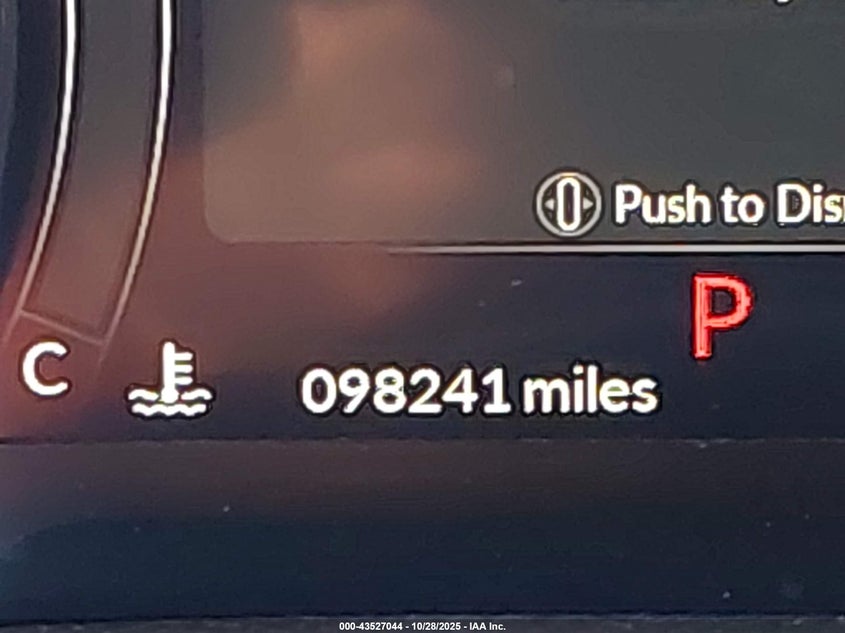 Push to Dis
P
C
098241 miles
000-43527044 - 10/28/2025 - IAA Inc.